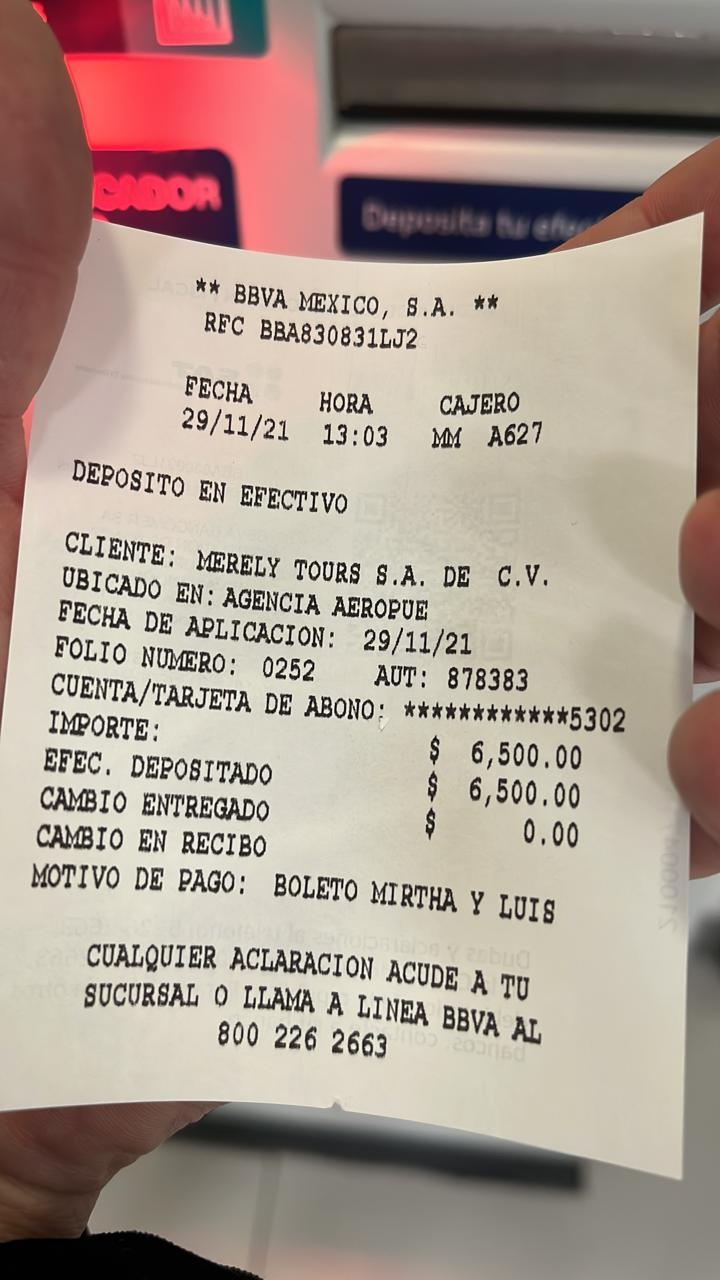 CADOR
Deposita tu efec
** BBVA MEXICO, S.A. **
RFC BBA830831LJ2
FECHA HORA CAJERO
29/11/21 13:03 MM A627
DEPOSITO EN EFECTIVO
CLIENTE: MERELY TOURS S.A. DE C.V.
UBICADO EN: AGENCIA AEROPUE
FECHA DE APLICACION: 29/11/21
FOLIO NUMERO: 0252 AUT: 878383
CUENTA/TARJETA DE ABONO: ************5302
IMPORTE: $ 6,500.00
EFEC. DEPOSITADO $ 6,500.00
CAMBIO ENTREGADO $ 0.00
CAMBIO EN RECIBO
MOTIVO DE PAGO: BOLETO MIRTHA Y LUIS
CUALQUIER ACLARACION ACUDE A TU
SUCURSAL O LLAMA A LINEA BBVA AL
800 226 2663